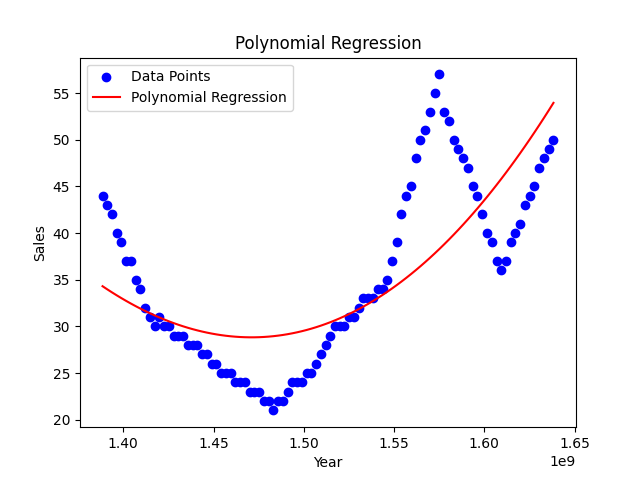 Polynomial Regression
Data Points
Polynomial Regression
55
50
45
40
35
30
25
20
Sales
1.40 1.45 1.50 1.55 1.60 1.65
1e9
Year